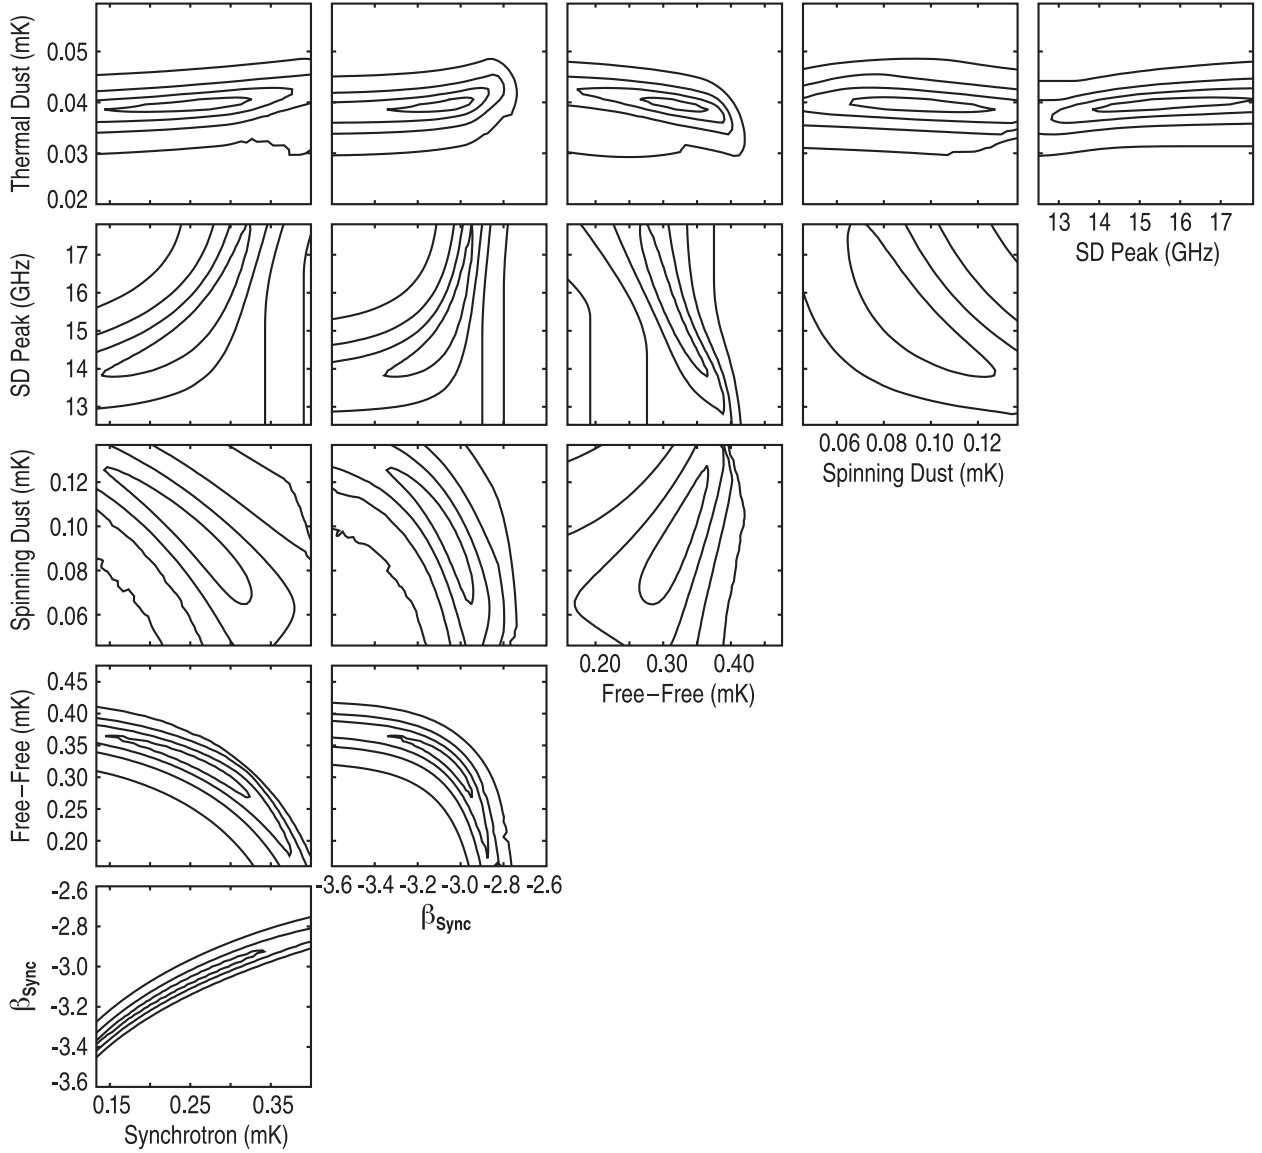 Thermal Dust (mK)
0.05
0.04
0.03
0.02
13 14 15 16 17
SD Peak (GHz)
SD Peak (GHz)
17
16
15
14
13
0.06 0.08 0.10 0.12
Spinning Dust (mK)
Spinning Dust (mK)
0.12
0.10
0.08
0.06
0.20 0.30 0.40
Free−Free (mK)
Free−Free (mK)
0.45
0.40
0.35
0.30
0.25
0.20
-3.6 -3.4 -3.2 -3.0 -2.8 -2.6
βSync
βSync
-2.6
-2.8
-3.0
-3.2
-3.4
-3.6
0.15 0.25 0.35
Synchrotron (mK)